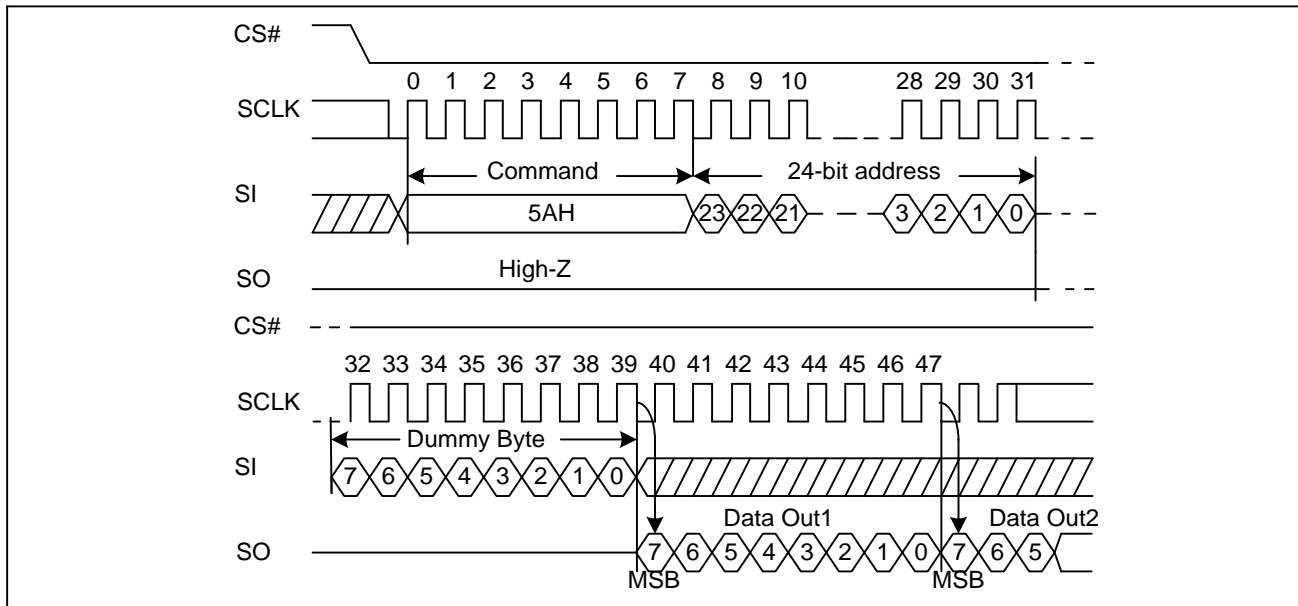 CS#
0 1 2 3 4 5 6 7 8 9 10 28 29 30 31
SCLK
Command 24-bit address
SI
5AH 23 22 21 3 2 1 0
High-Z
SO
CS#
32 33 34 35 36 37 38 39 40 41 42 43 44 45 46 47
SCLK
Dummy Byte
SI
7 6 5 4 3 2 1 0
Data Out1 Data Out2
SO
7 6 5 4 3 2 1 0 7 6 5
MSB MSB